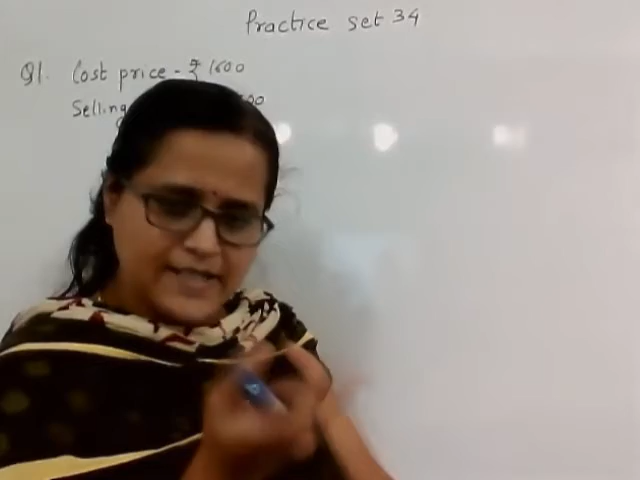 Practice set 34
Q1. Cost price - ₹ 1600
Selling